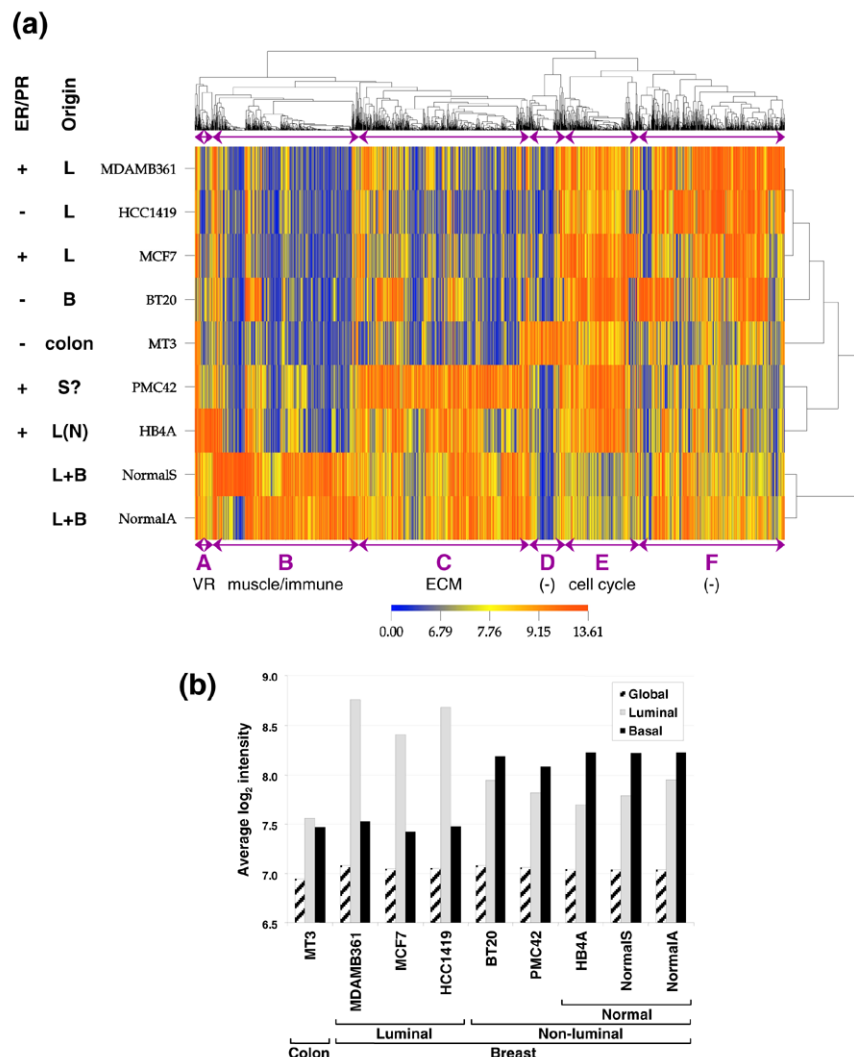 (a)
ER/PR Origin
+ L MDAMB361
- L HCC1419
+ L MCF7
- B BT20
- colon MT3
+ S? PMC42
+ L(N) HB4A
L+B NormalS
L+B NormalA
A B C D E F
VR muscle/immune ECM (-) cell cycle (-)
0.00 6.79 7.76 9.15 13.61
(b)
Average log2 intensity
9.0
8.5
8.0
7.5
7.0
6.5
Global
Luminal
Basal
MT3 MDAMB361 MCF7 HCC1419 BT20 PMC42 HB4A NormalS NormalA
Normal
Luminal Non-luminal
Colon Breast